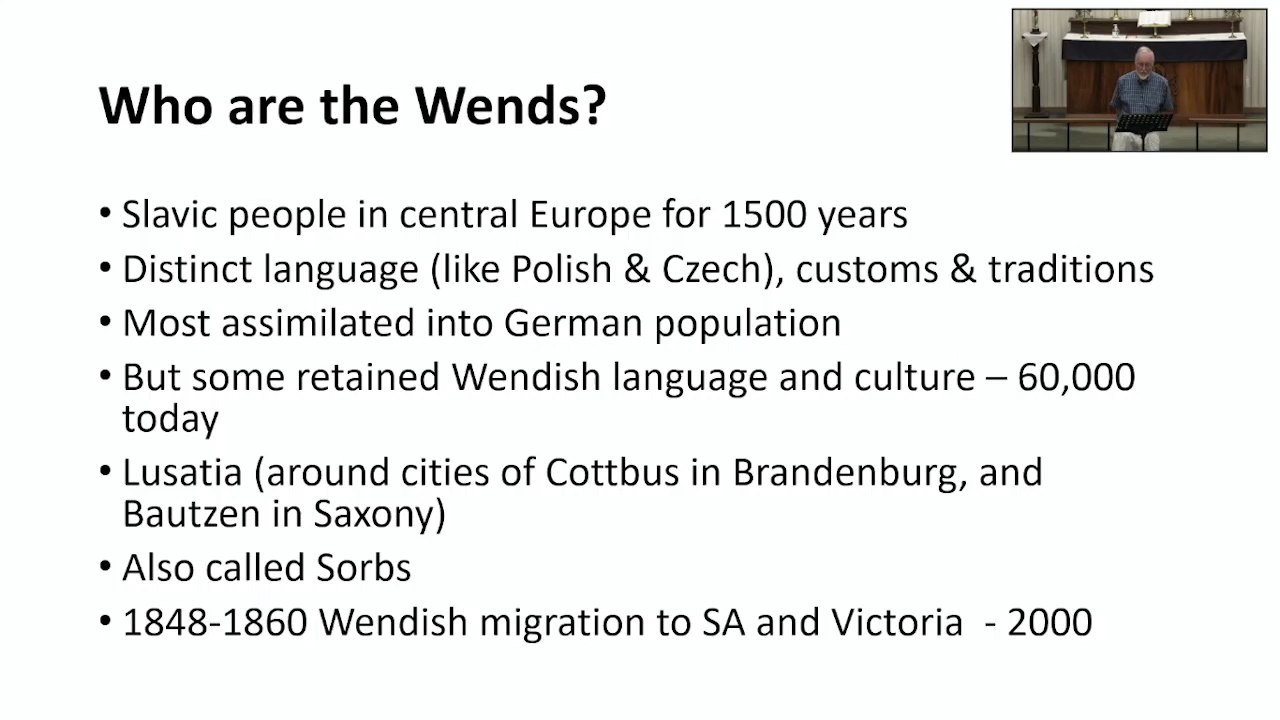 Who are the Wends?
• Slavic people in central Europe for 1500 years
• Distinct language (like Polish & Czech), customs & traditions
• Most assimilated into German population
• But some retained Wendish language and culture – 60,000
today
• Lusatia (around cities of Cottbus in Brandenburg, and
Bautzen in Saxony)
• Also called Sorbs
• 1848-1860 Wendish migration to SA and Victoria - 2000